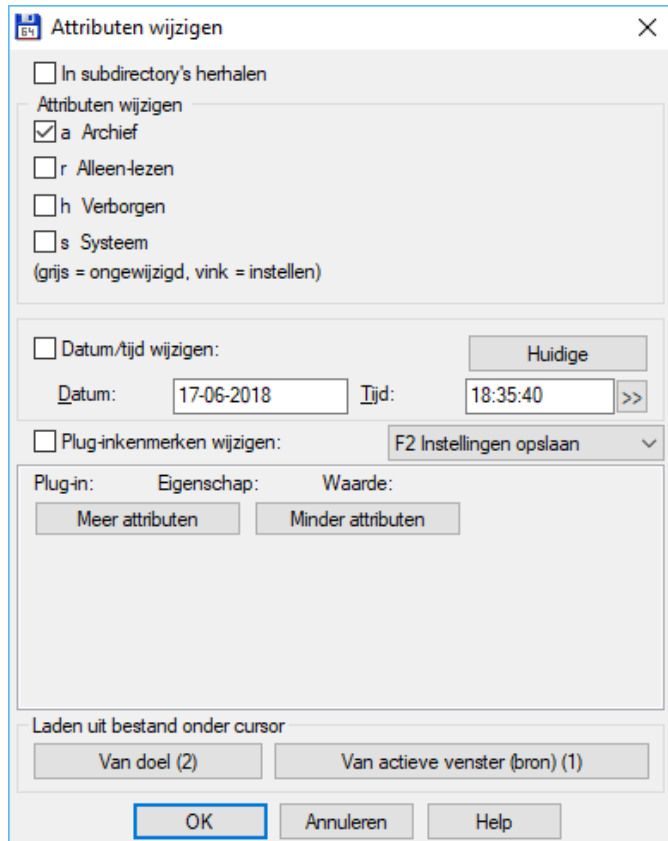 64 Attributen wijzigen
In subdirectory's herhalen
Attributen wijzigen
a Archief
r Alleen-lezen
h Verborgen
s Systeem
(grijs = ongewijzigd, vink = instellen)
Datum/tijd wijzigen: Huidige
Datum: 17-06-2018 Tijd: 18:35:40 >>
Plug-inkenmerken wijzigen: F2 Instellingen opslaan
Plug-in: Eigenschap: Waarde:
Meer attributen Minder attributen
Laden uit bestand onder cursor
Van doel (2) Van actieve venster (bron) (1)
OK Annuleren Help